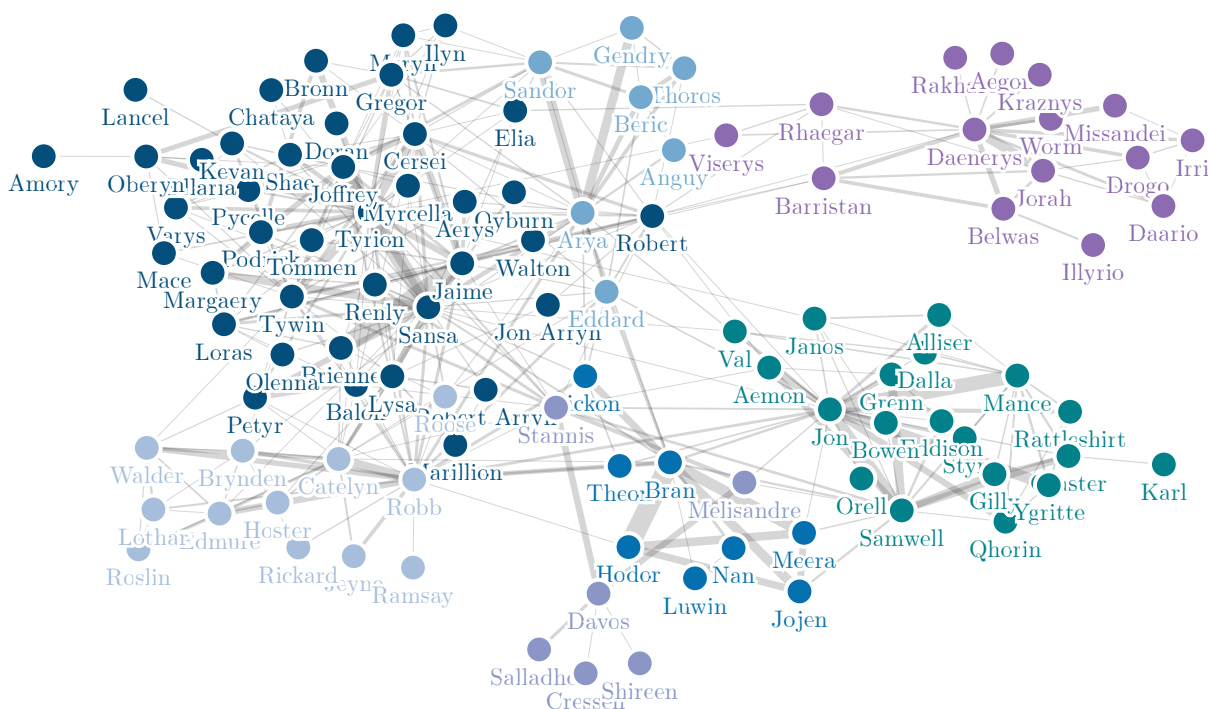 Meryn
Ilyn
Gendry
Bronn
Sandor
Rakharo
Aegon
Thoros
Gregor
Kraznys
Lancel
Chataya
Beric
Elia
Rhaegar
Missandei
Doran
Worm
Cersei
Daenerys
Viserys
Irri
Kevan
Amory
Oberyn
Ellaria
Shae
Joffrey
Anguy
Drogo
Jorah
Barristan
Pycelle
Myrcella
Qyburn
Varys
Aerys
Tyrion
Arya
Robert
Belwas
Daario
Podrick
Tommen
Walton
Mace
Illyrio
Margaery
Jaime
Renly
Eddard
Tywin
Sansa
Jon Arryn
Alliser
Janos
Loras
Val
Brienne
Olenna
Dalla
Aemon
Grenn
Mance
Lysa
Rickon
Balon
Robert Arryn
Petyr
Roose
Stannis
Jon
Rattleshirt
Bowen
Eddison
Styr
Walder
Brynden
Marillion
Catelyn
Theon
Bran
Craster
Karl
Robb
Melisandre
Orell
Gilly
Ygritte
Lothar
Edmure
Hoster
Samwell
Qhorin
Meera
Roslin
Rickard
Jeyne
Hodor
Nan
Ramsay
Luwin
Davos
Jojen
Salladhor
Shireen
Cressen